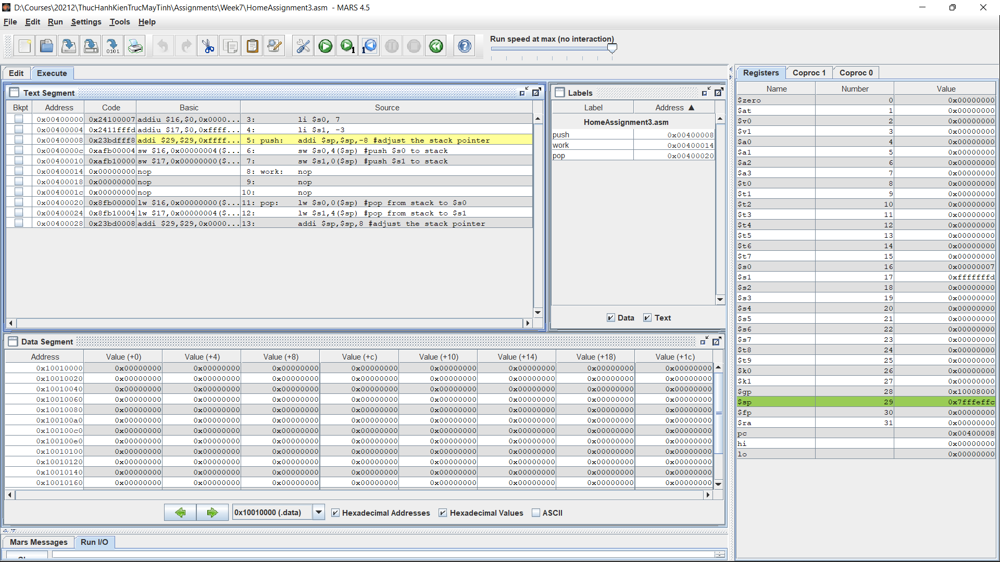 D:\Courses\20212\ThucHanhKienTrucMayTinh\Assignments\Week7\HomeAssignment3.asm - MARS 4.5
File Edit Run Settings Tools Help
Run speed at max (no interaction)
Edit Execute
Text Segment
Bkpt Address Code Basic Source
0x00400000 0x24100007 addiu $16,$0,0x0000... 3: li $s0, 7
0x00400004 0x2411fffd addiu $17,$0,0xffff... 4: li $s1, -3
0x00400008 0x23bdfff8 addi $29,$29,0xffff... 5: push: addi $sp,$sp,-8 #adjust the stack pointer
0x0040000c 0xafb00004 sw $16,0x00000004($... 6: sw $s0,4($sp) #push $s0 to stack
0x00400010 0xafb10000 sw $17,0x00000000($... 7: sw $s1,0($sp) #push $s1 to stack
0x00400014 0x00000000 nop 8: work: nop
0x00400018 0x00000000 nop 9: nop
0x0040001c 0x00000000 nop 10: nop
0x00400020 0x8fb00000 lw $16,0x00000000($... 11: pop: lw $s0,0($sp) #pop from stack to $s0
0x00400024 0x8fb10004 lw $17,0x00000004($... 12: lw $s1,4($sp) #pop from stack to $s1
0x00400028 0x23bd0008 addi $29,$29,0x0000... 13: addi $sp,$sp,8 #adjust the stack pointer
Labels
Label Address ▲
HomeAssignment3.asm
push 0x00400008
work 0x00400014
pop 0x00400020
Data Text
Data Segment
Address Value (+0) Value (+4) Value (+8) Value (+c) Value (+10) Value (+14) Value (+18) Value (+1c)
0x10010000 0x00000000 0x00000000 0x00000000 0x00000000 0x00000000 0x00000000 0x00000000 0x00000000
0x10010020 0x00000000 0x00000000 0x00000000 0x00000000 0x00000000 0x00000000 0x00000000 0x00000000
0x10010040 0x00000000 0x00000000 0x00000000 0x00000000 0x00000000 0x00000000 0x00000000 0x00000000
0x10010060 0x00000000 0x00000000 0x00000000 0x00000000 0x00000000 0x00000000 0x00000000 0x00000000
0x10010080 0x00000000 0x00000000 0x00000000 0x00000000 0x00000000 0x00000000 0x00000000 0x00000000
0x100100a0 0x00000000 0x00000000 0x00000000 0x00000000 0x00000000 0x00000000 0x00000000 0x00000000
0x100100c0 0x00000000 0x00000000 0x00000000 0x00000000 0x00000000 0x00000000 0x00000000 0x00000000
0x100100e0 0x00000000 0x00000000 0x00000000 0x00000000 0x00000000 0x00000000 0x00000000 0x00000000
0x10010100 0x00000000 0x00000000 0x00000000 0x00000000 0x00000000 0x00000000 0x00000000 0x00000000
0x10010120 0x00000000 0x00000000 0x00000000 0x00000000 0x00000000 0x00000000 0x00000000 0x00000000
0x10010140 0x00000000 0x00000000 0x00000000 0x00000000 0x00000000 0x00000000 0x00000000 0x00000000
0x10010160 0x00000000 0x00000000 0x00000000 0x00000000 0x00000000 0x00000000 0x00000000 0x00000000
0x10010000 (.data) Hexadecimal Addresses Hexadecimal Values ASCII
Mars Messages Run I/O
Registers Coproc 1 Coproc 0
Name Number Value
$zero 0 0x00000000
$at 1 0x00000000
$v0 2 0x00000000
$v1 3 0x00000000
$a0 4 0x00000000
$a1 5 0x00000000
$a2 6 0x00000000
$a3 7 0x00000000
$t0 8 0x00000000
$t1 9 0x00000000
$t2 10 0x00000000
$t3 11 0x00000000
$t4 12 0x00000000
$t5 13 0x00000000
$t6 14 0x00000000
$t7 15 0x00000000
$s0 16 0x00000007
$s1 17 0xfffffffd
$s2 18 0x00000000
$s3 19 0x00000000
$s4 20 0x00000000
$s5 21 0x00000000
$s6 22 0x00000000
$s7 23 0x00000000
$t8 24 0x00000000
$t9 25 0x00000000
$k0 26 0x00000000
$k1 27 0x00000000
$gp 28 0x10008000
$sp 29 0x7fffeffc
$fp 30 0x00000000
$ra 31 0x00000000
pc 0x00400008
hi 0x00000000
lo 0x00000000